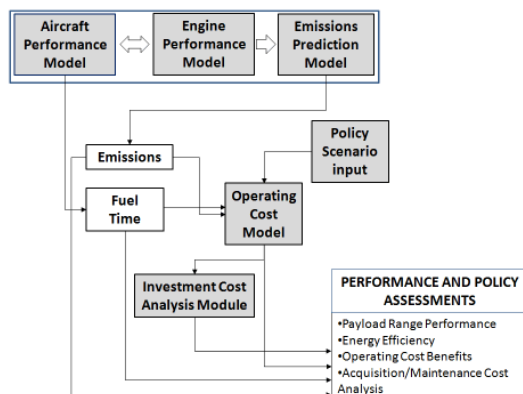 Aircraft
Performance
Model
Engine
Performance
Model
Emissions
Prediction
Model
Policy
Scenario
input
Emissions
Fuel
Time
Operating
Cost
Model
Investment Cost
Analysis Module
PERFORMANCE AND POLICY
ASSESSMENTS
•Payload Range Performance
•Energy Efficiency
•Operating Cost Benefits
•Acquisition/Maintenance Cost
Analysis